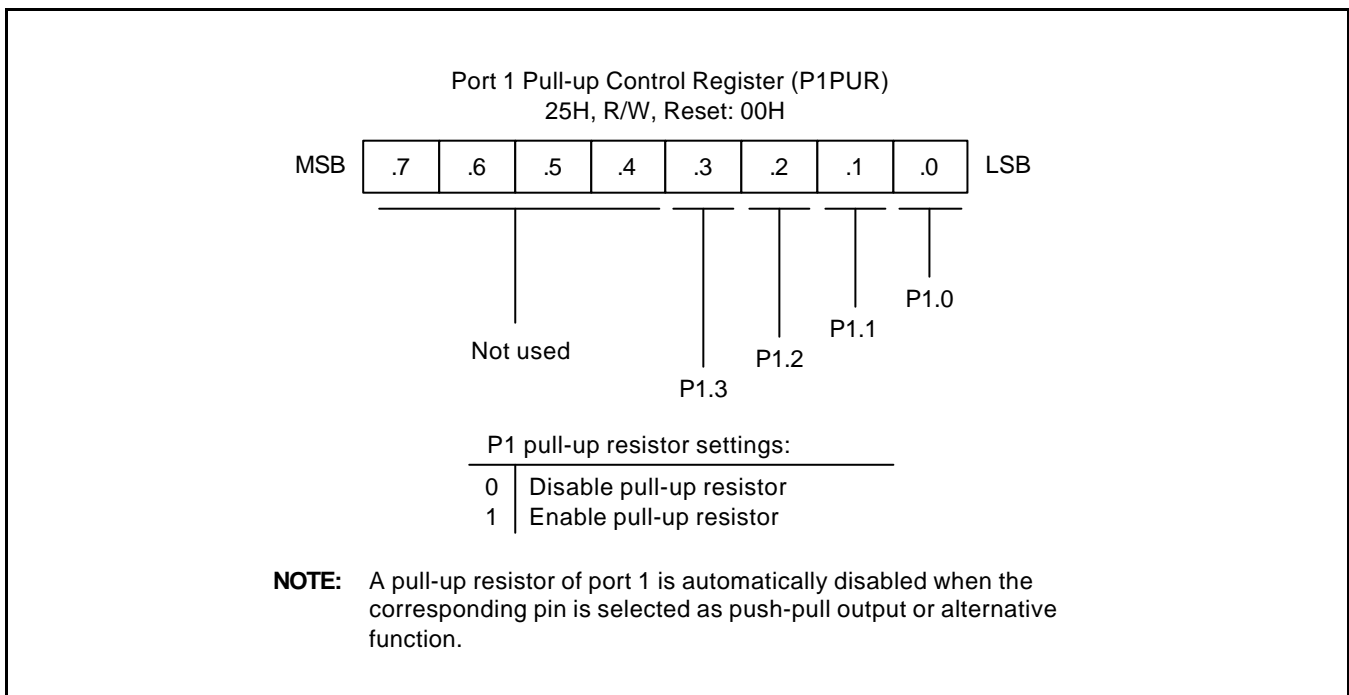 Port 1 Pull-up Control Register (P1PUR)
25H, R/W, Reset: 00H
MSB .7 .6 .5 .4 .3 .2 .1 .0 LSB
P1.0
P1.1
Not used
P1.2
P1.3
P1 pull-up resistor settings:
0 Disable pull-up resistor
1 Enable pull-up resistor
NOTE: A pull-up resistor of port 1 is automatically disabled when the
corresponding pin is selected as push-pull output or alternative
function.